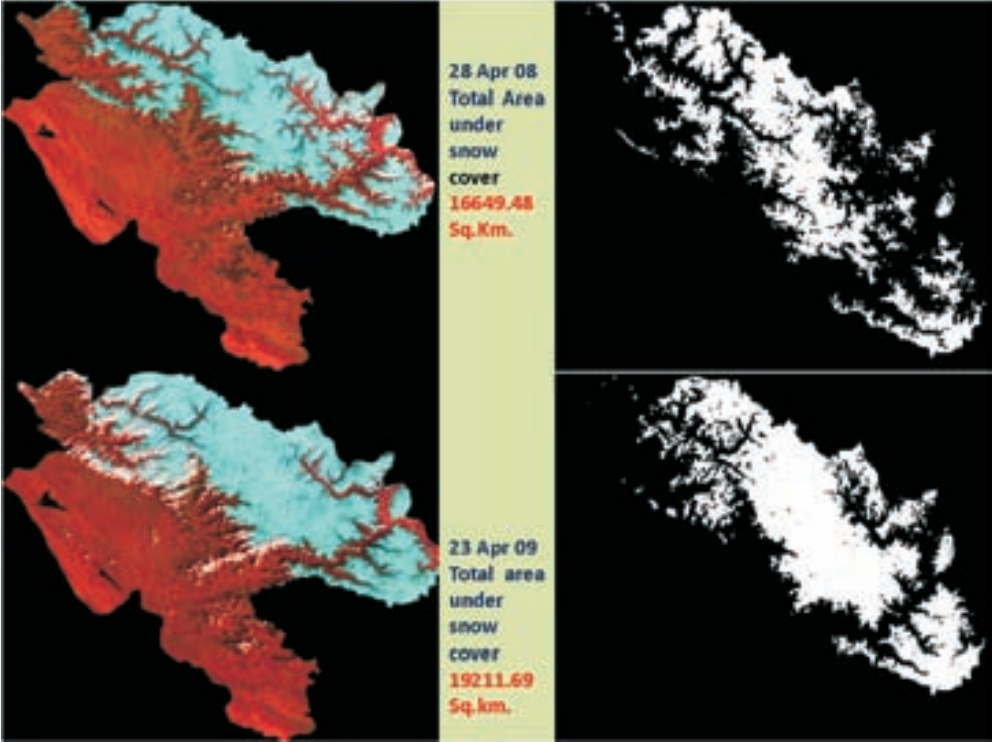 28 Apr 08
Total Area
under
snow
cover
16649.48
Sq.Km.
23 Apr 09
Total area
under
snow
cover
19211.69
Sq.km.